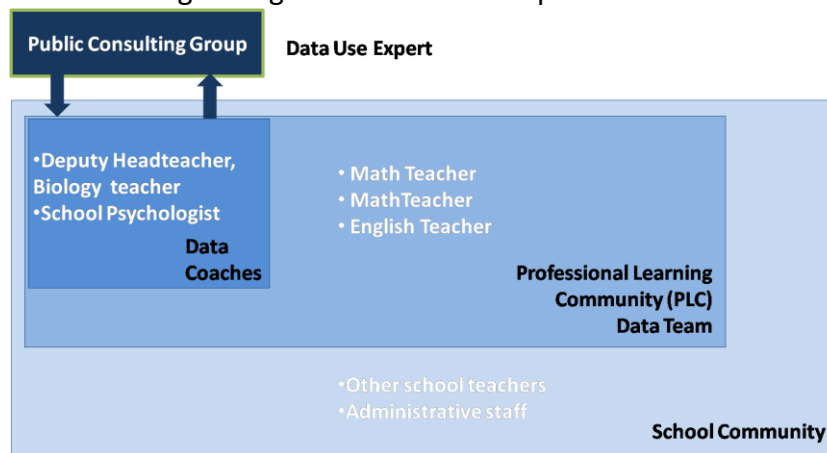 Public Consulting Group
Data Use Expert
•Deputy Headteacher,
Biology teacher
•School Psychologist
Data
Coaches
• Math Teacher
• MathTeacher
• English Teacher
Professional Learning
Community (PLC)
Data Team
•Other school teachers
•Administrative staff
School Community